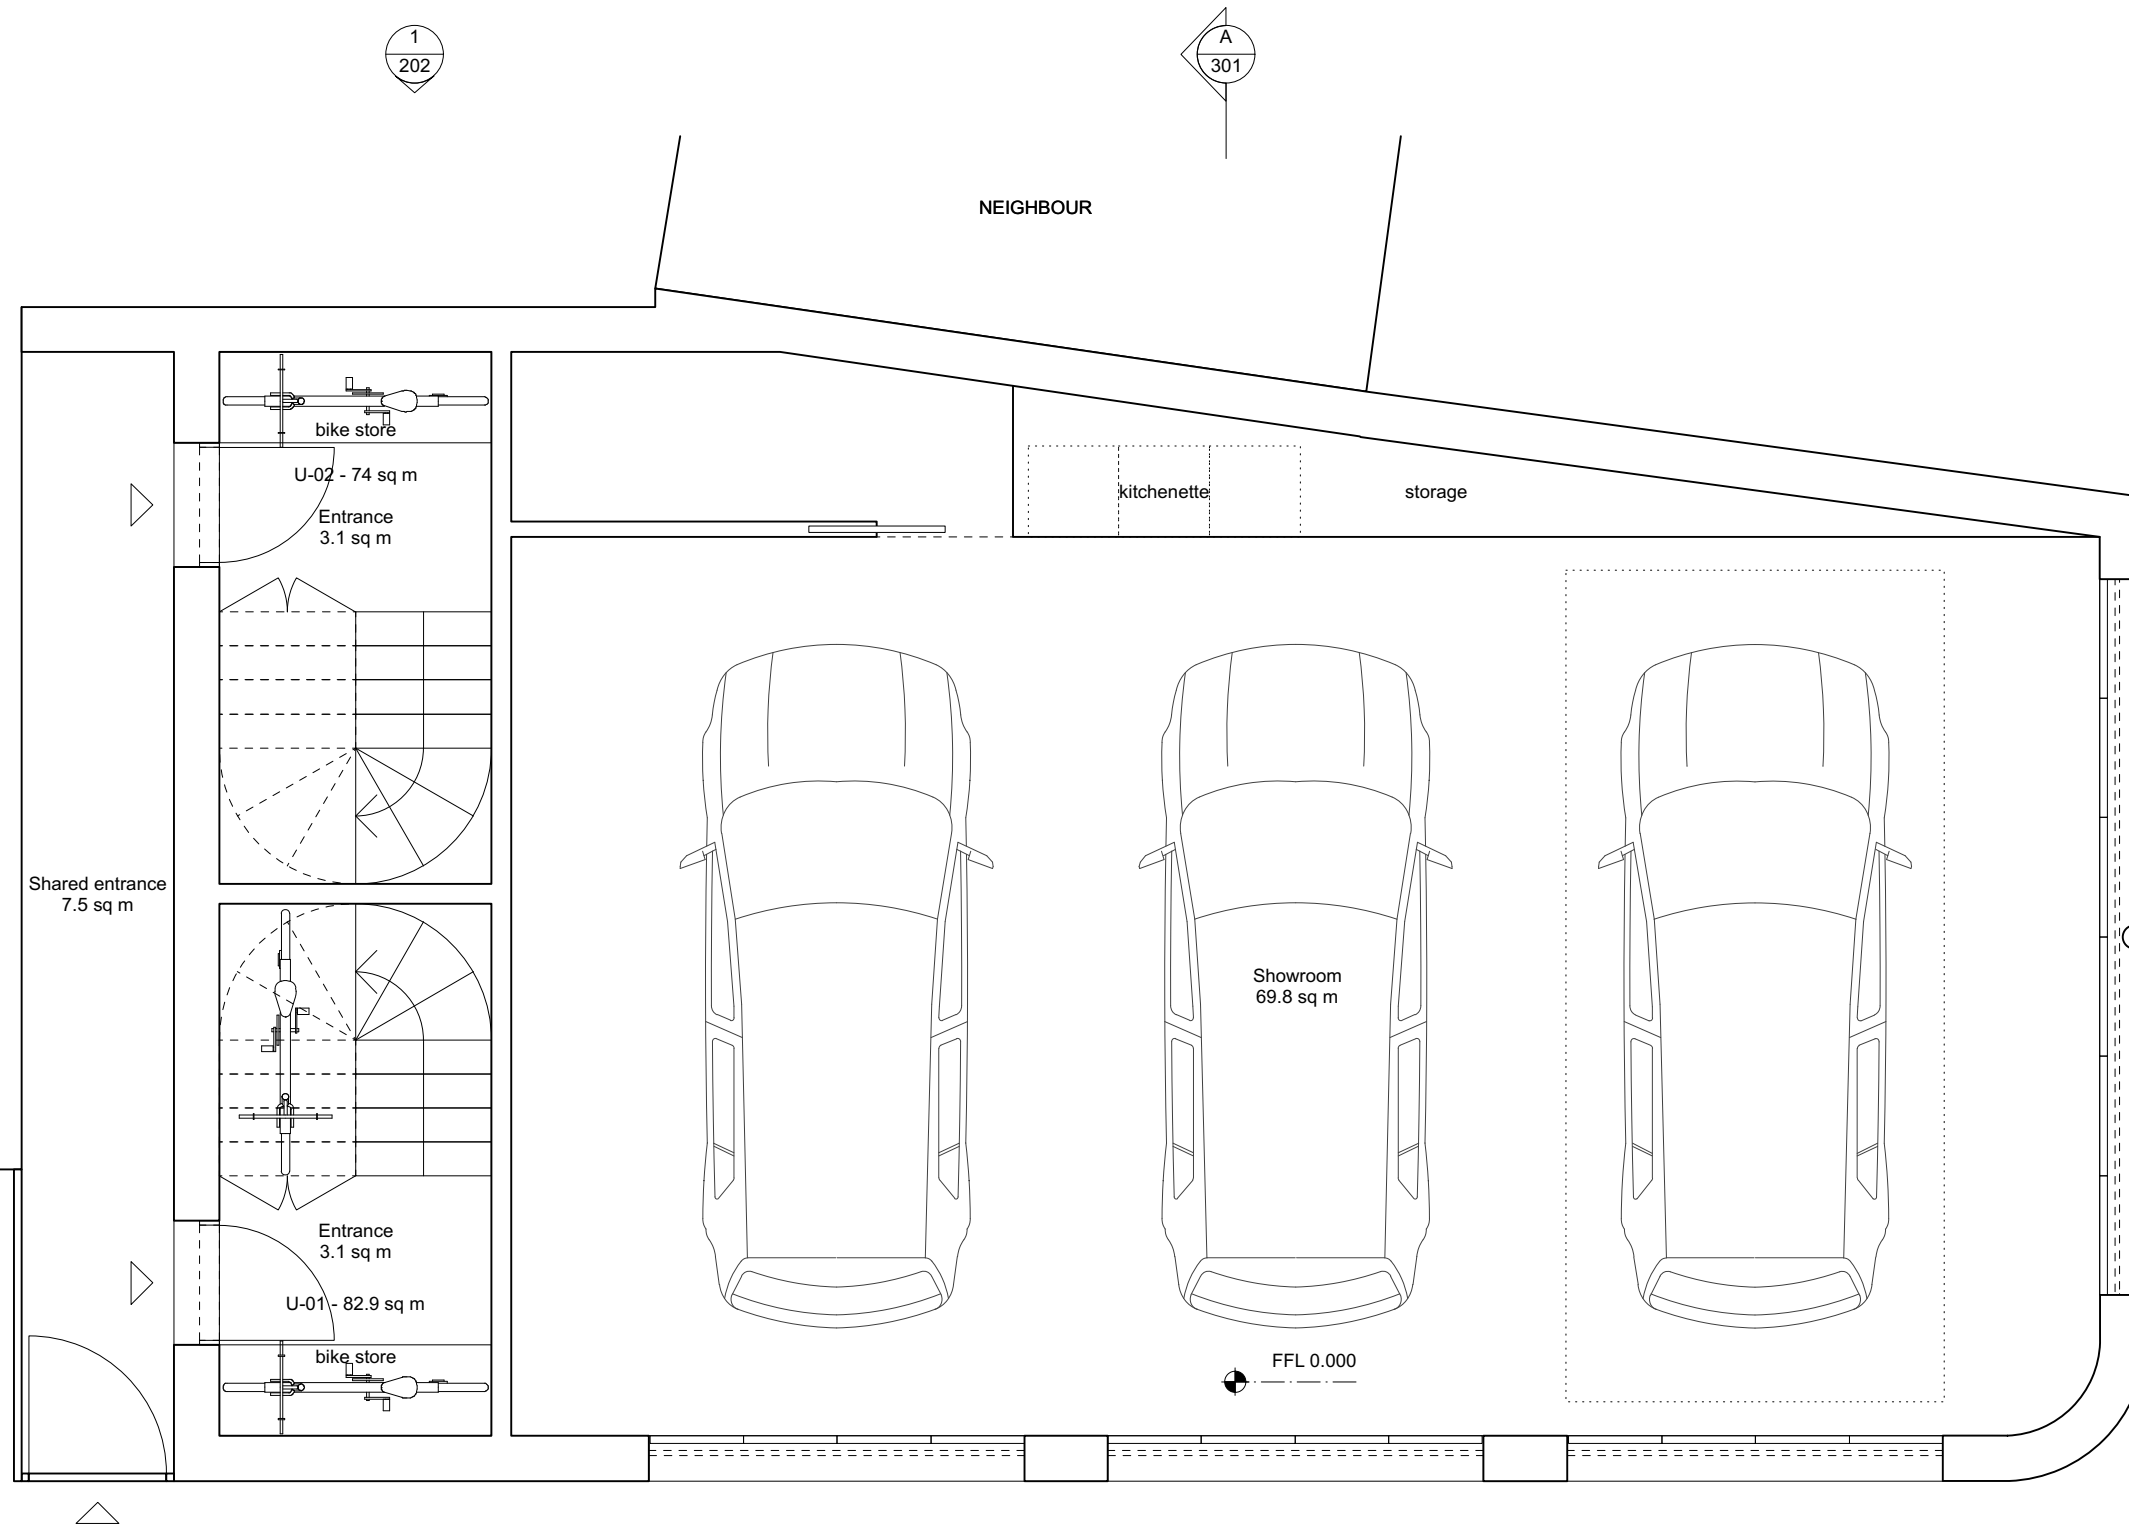 1
202
A
301
NEIGHBOUR
bike store
U-02 - 74 sq m
Entrance
3.1 sq m
kitchenette
storage
Shared entrance
7.5 sq m
Showroom
69.8 sq m
Entrance
3.1 sq m
U-01 - 82.9 sq m
bike store
FFL 0.000